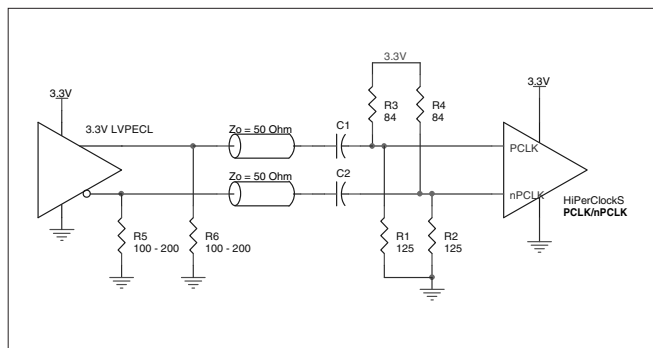 3.3V
3.3V
3.3V
3.3V LVPECL
R3
84
R4
84
Zo = 50 Ohm
C1
PCLK
Zo = 50 Ohm
C2
nPCLK
HiPerClockS
PCLK/nPCLK
R5
100 - 200
R6
100 - 200
R1
125
R2
125